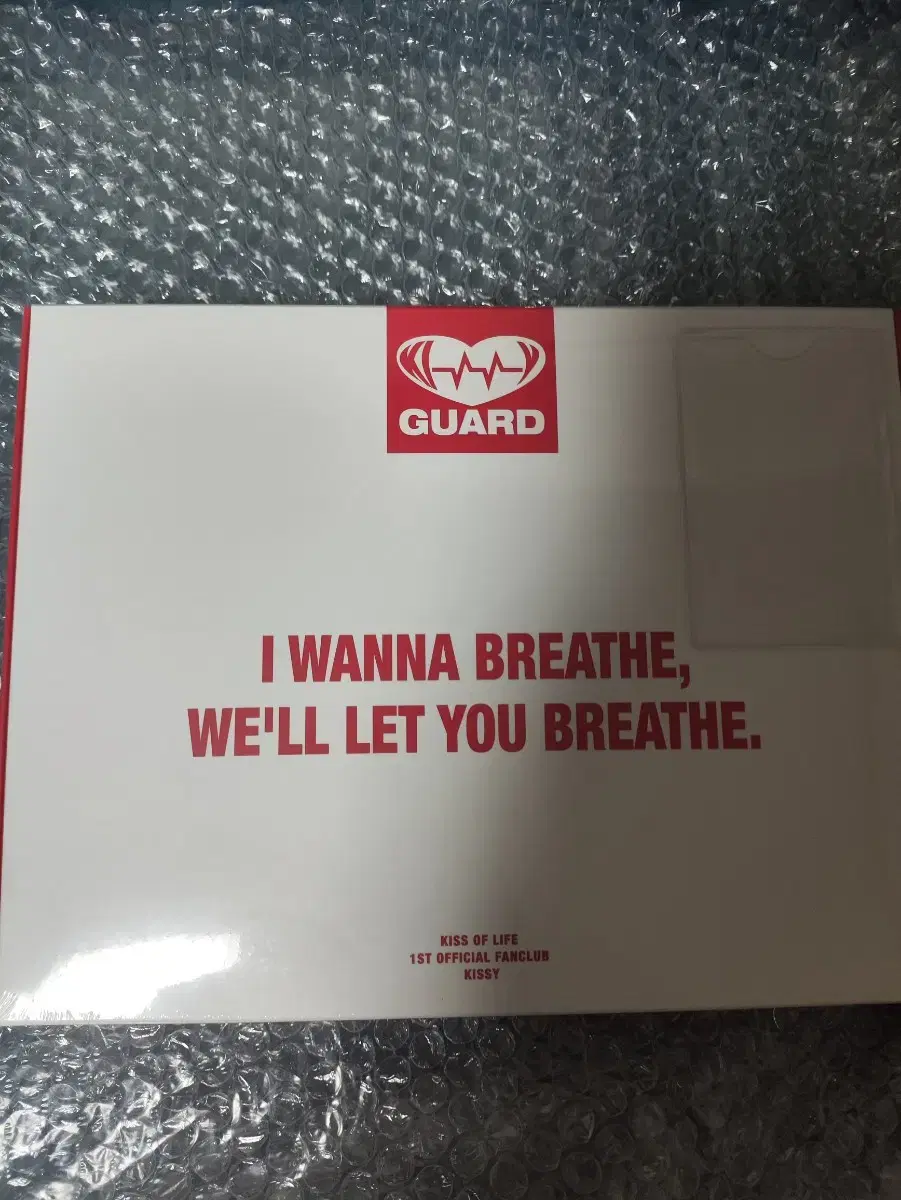 GUARD
I WANNA BREATHE,
WE'LL LET YOU BREATHE.
KISS OF LIFE
1ST OFFICIAL FANCLUB
KISSY